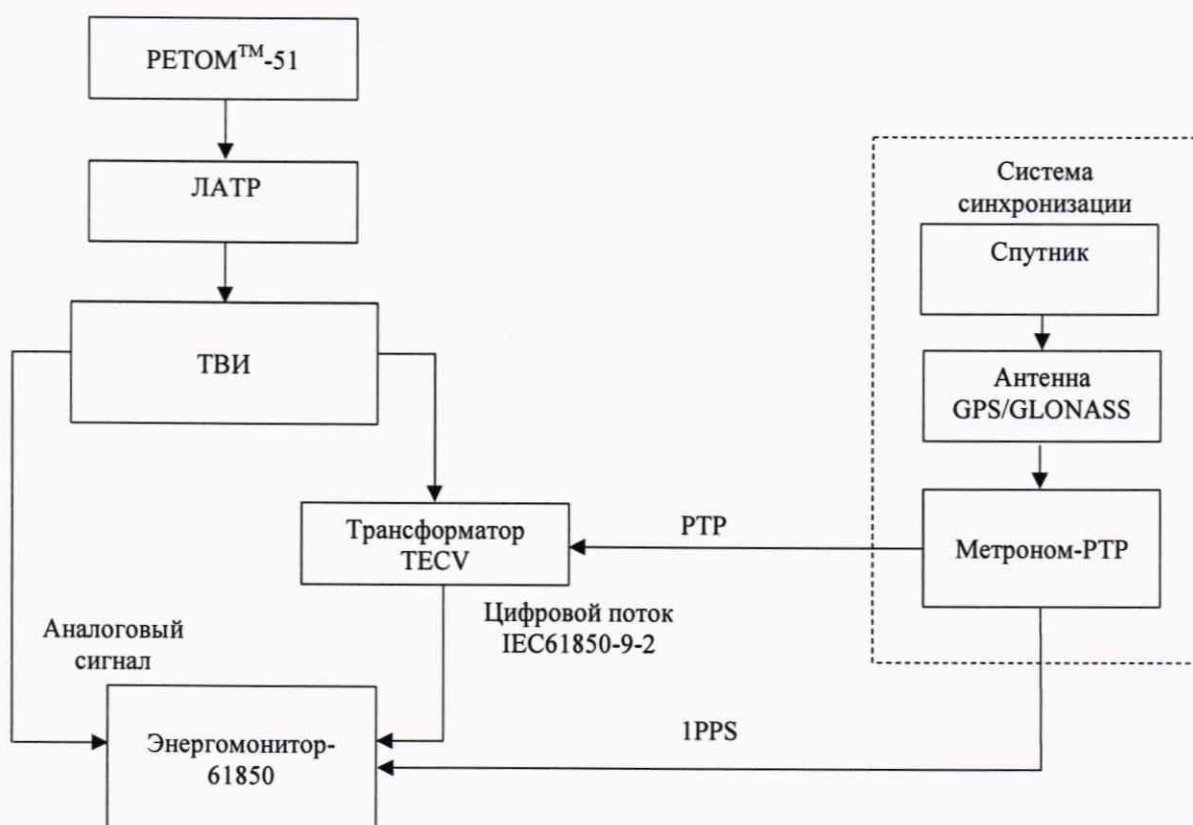 РЕТОМTM-51
ЛАТР
ТВИ
Система
синхронизации
Спутник
Антенна
GPS/GLONASS
Метроном-PTP
PTP
Трансформатор
TECV
Цифровой поток
IEC61850-9-2
Аналоговый
сигнал
Энергомонитор-
61850
1PPS